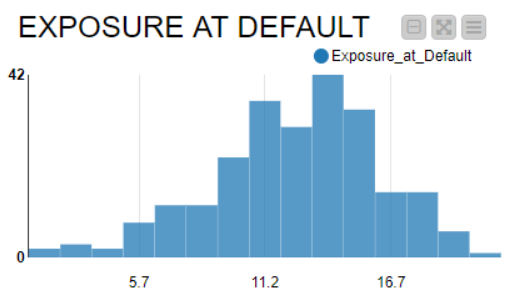 EXPOSURE AT DEFAULT
Exposure_at_Default
42
0
5.7 11.2 16.7